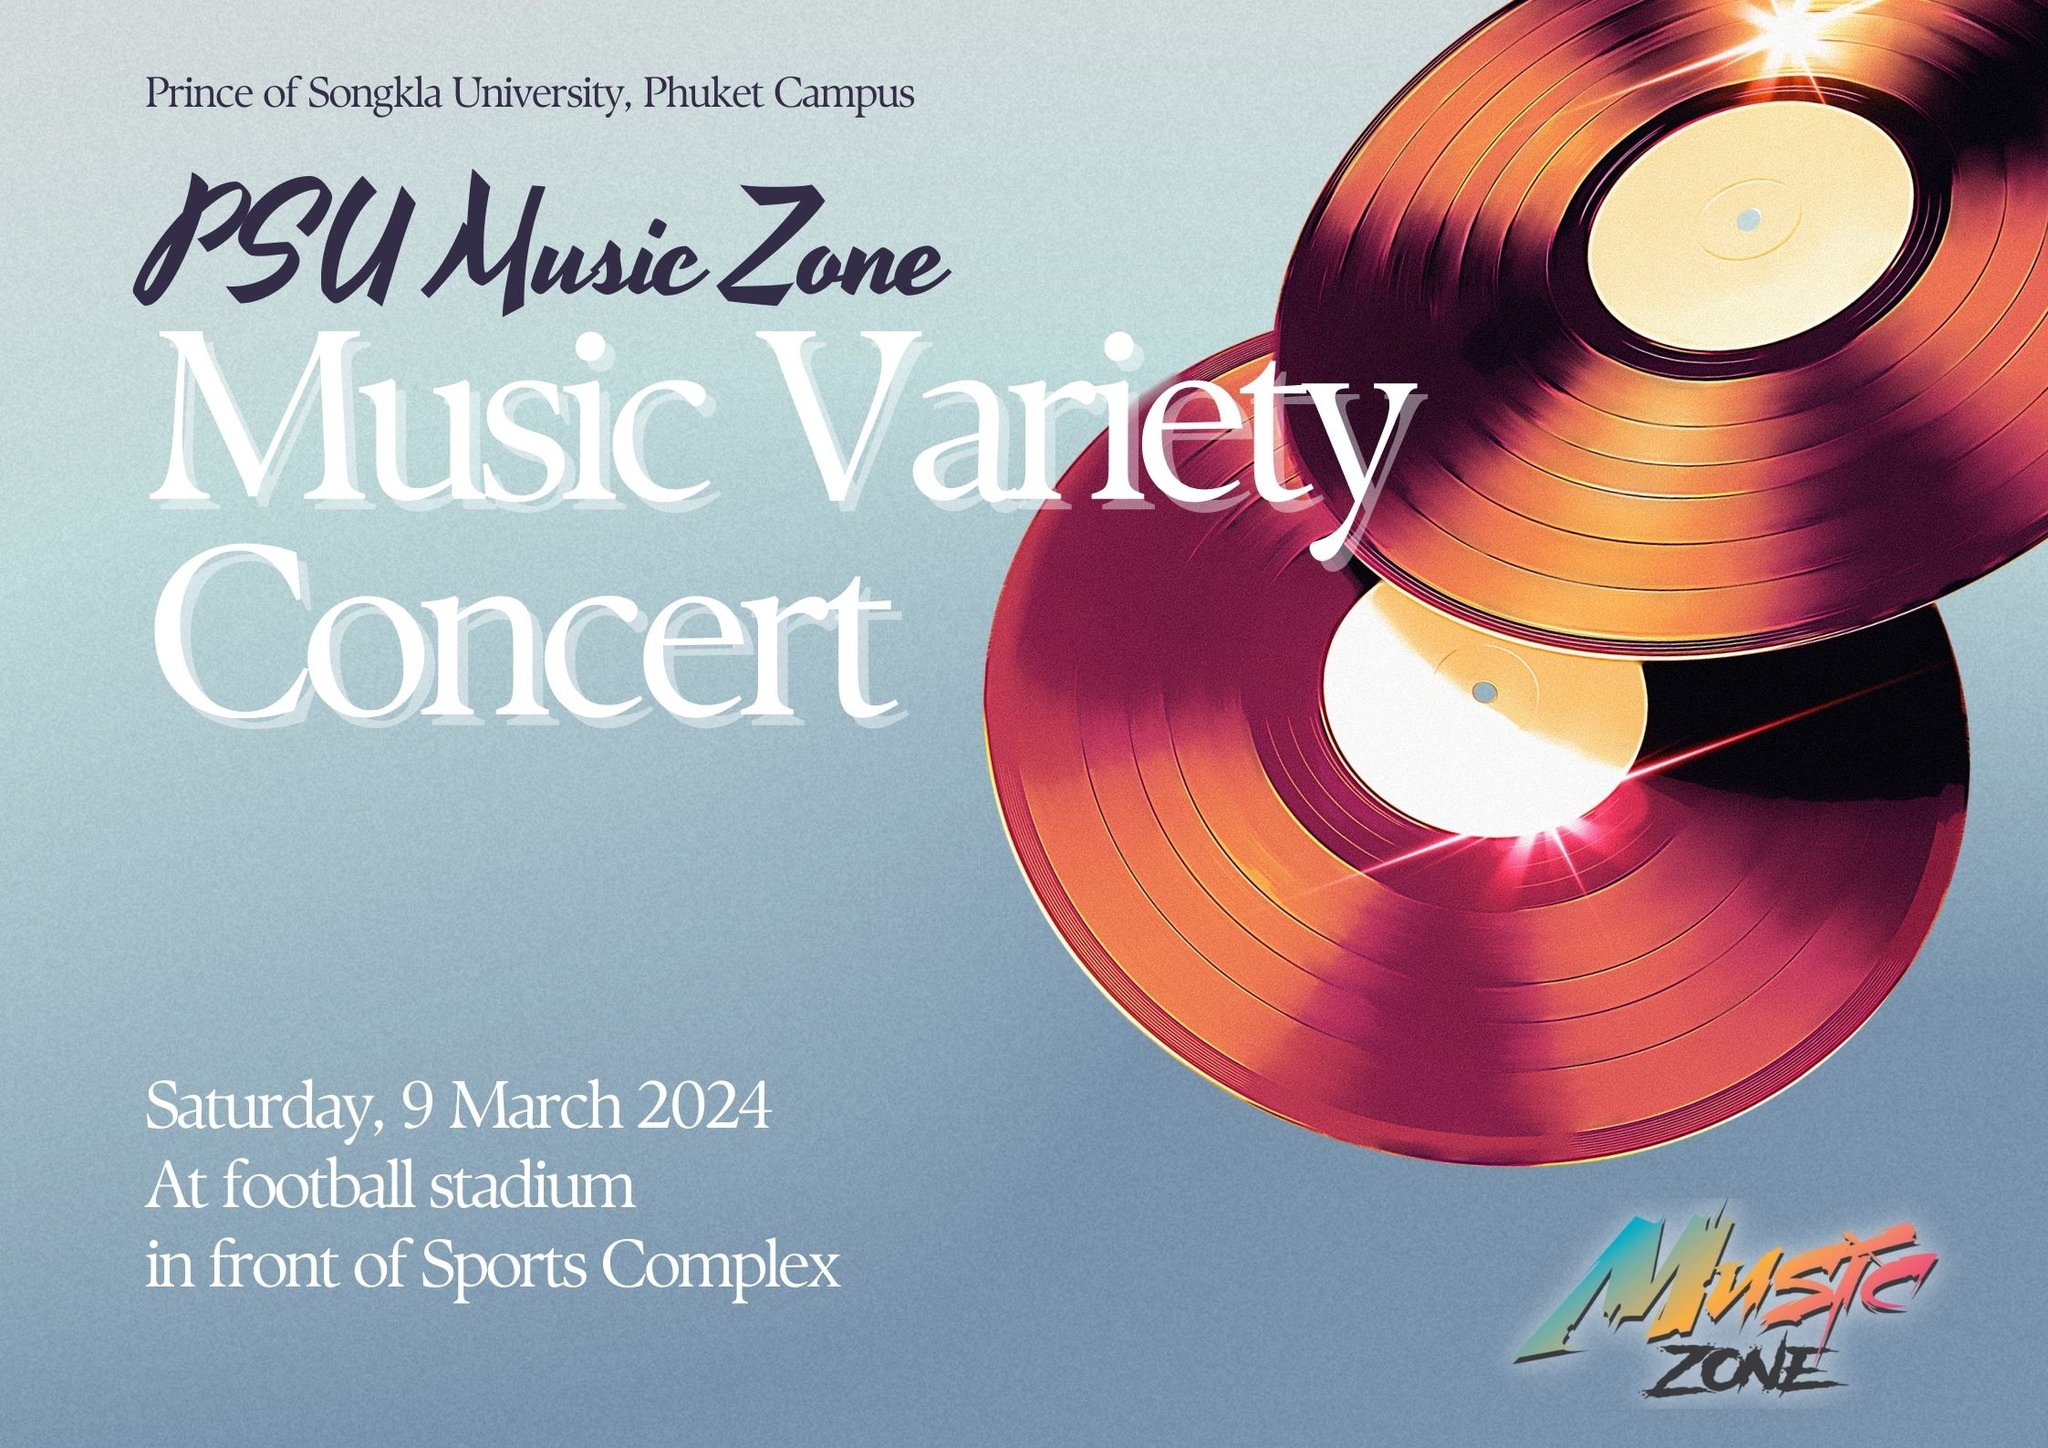 Prince of Songkla University, Phuket Campus
PSU Music Zone
Music Variety
Concert
Saturday, 9 March 2024
At football stadium
in front of Sports Complex
Music
ZONE